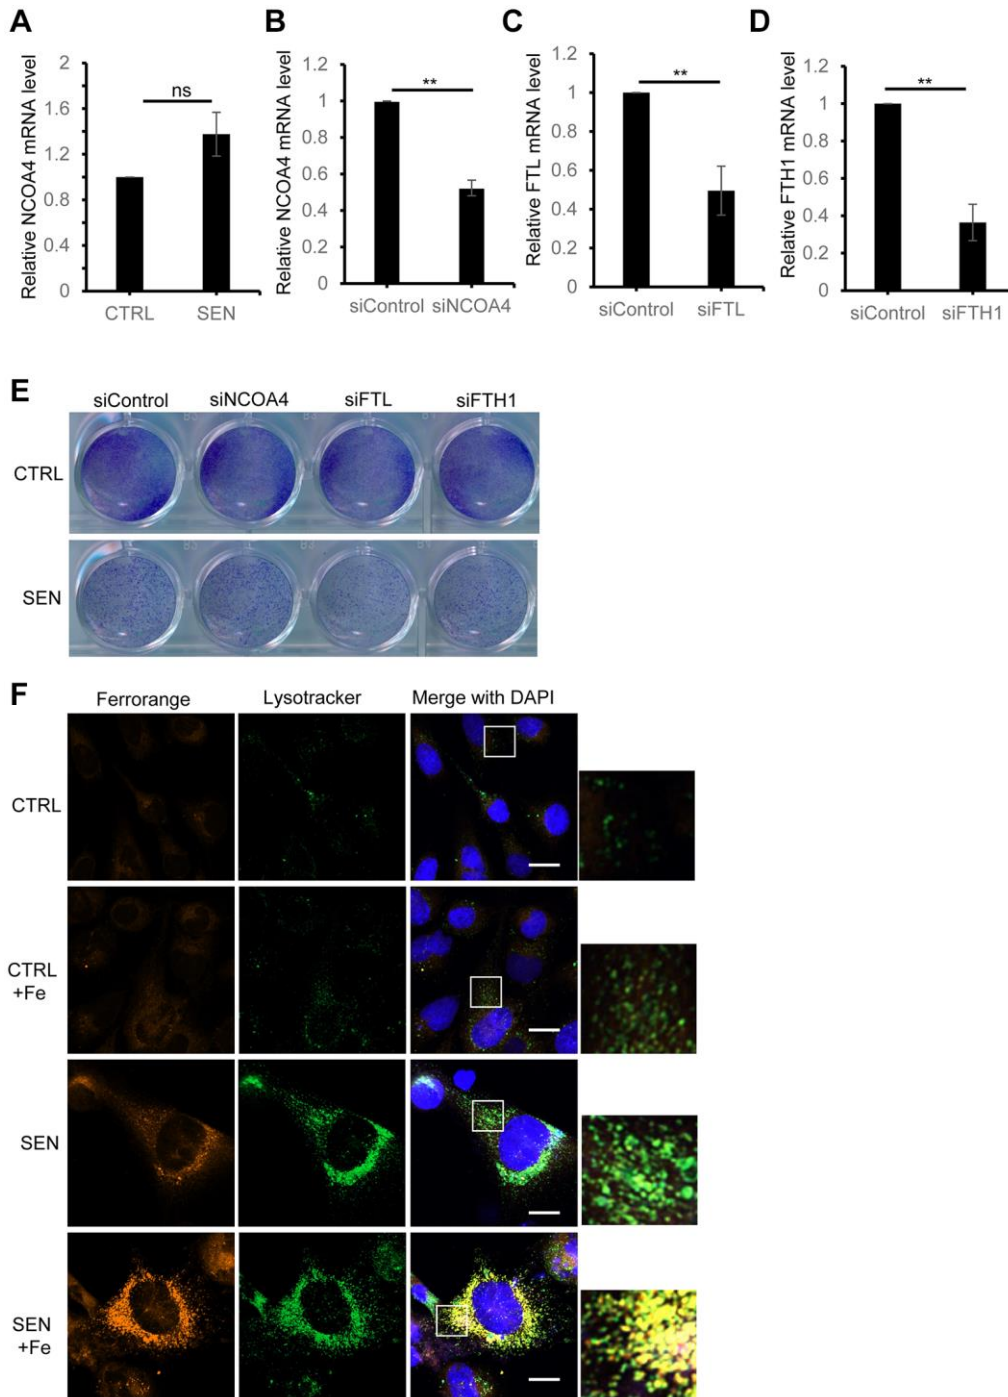 A
Relative NCOA4 mRNA level
2
1.6
1.2
0.8
0.4
0
ns
CTRL SEN
B
Relative NCOA4 mRNA level
1.2
1
0.8
0.6
0.4
0.2
0
**
siControl siNCOA4
C
Relative FTL mRNA level
1.2
1
0.8
0.6
0.4
0.2
0
**
siControl siFTL
D
Relative FTH1 mRNA level
1.2
1
0.8
0.6
0.4
0.2
0
**
siControl siFTH1
E
siControl siNCOA4 siFTL siFTH1
CTRL
SEN
F
Ferrorange Lysotracker Merge with DAPI
CTRL
CTRL
+Fe
SEN
SEN
+Fe